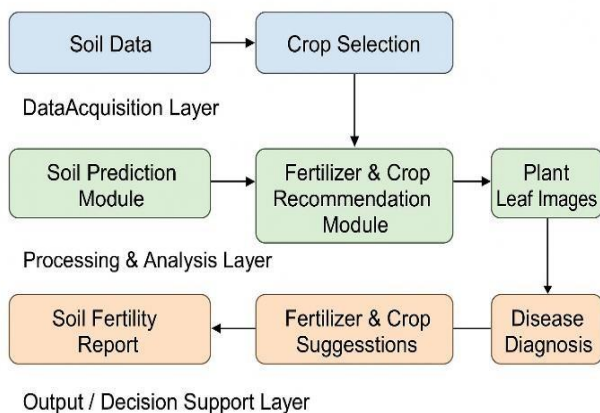 Soil Data
Crop Selection
DataAcquisition Layer
Soil Prediction
Module
Fertilizer & Crop
Recommendation
Module
Plant
Leaf Images
Processing & Analysis Layer
Soil Fertility
Report
Fertilizer & Crop
Suggesstions
Disease
Diagnosis
Output / Decision Support Layer